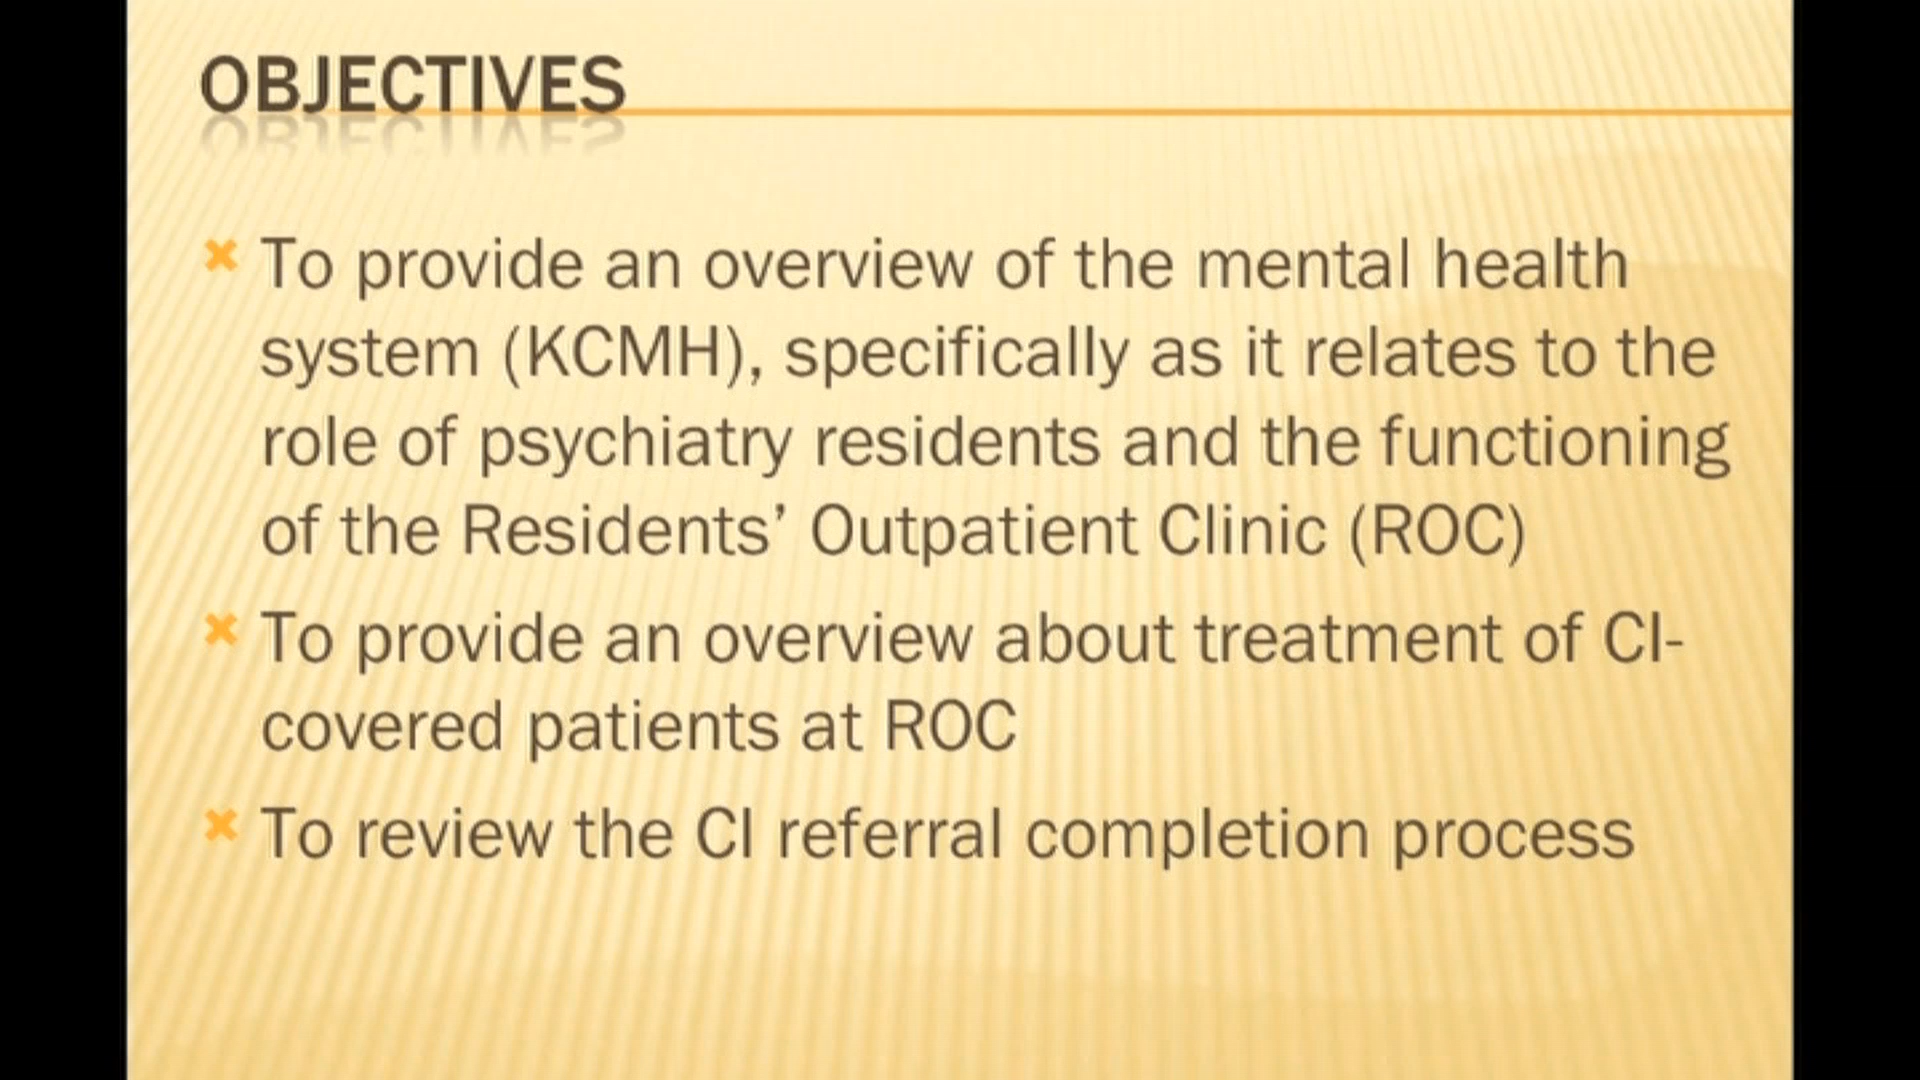 OBJECTIVES
To provide an overview of the mental health
system (KCMH), specifically as it relates to the
role of psychiatry residents and the functioning
of the Residents’ Outpatient Clinic (ROC)
To provide an overview about treatment of CI-
covered patients at ROC
To review the CI referral completion process